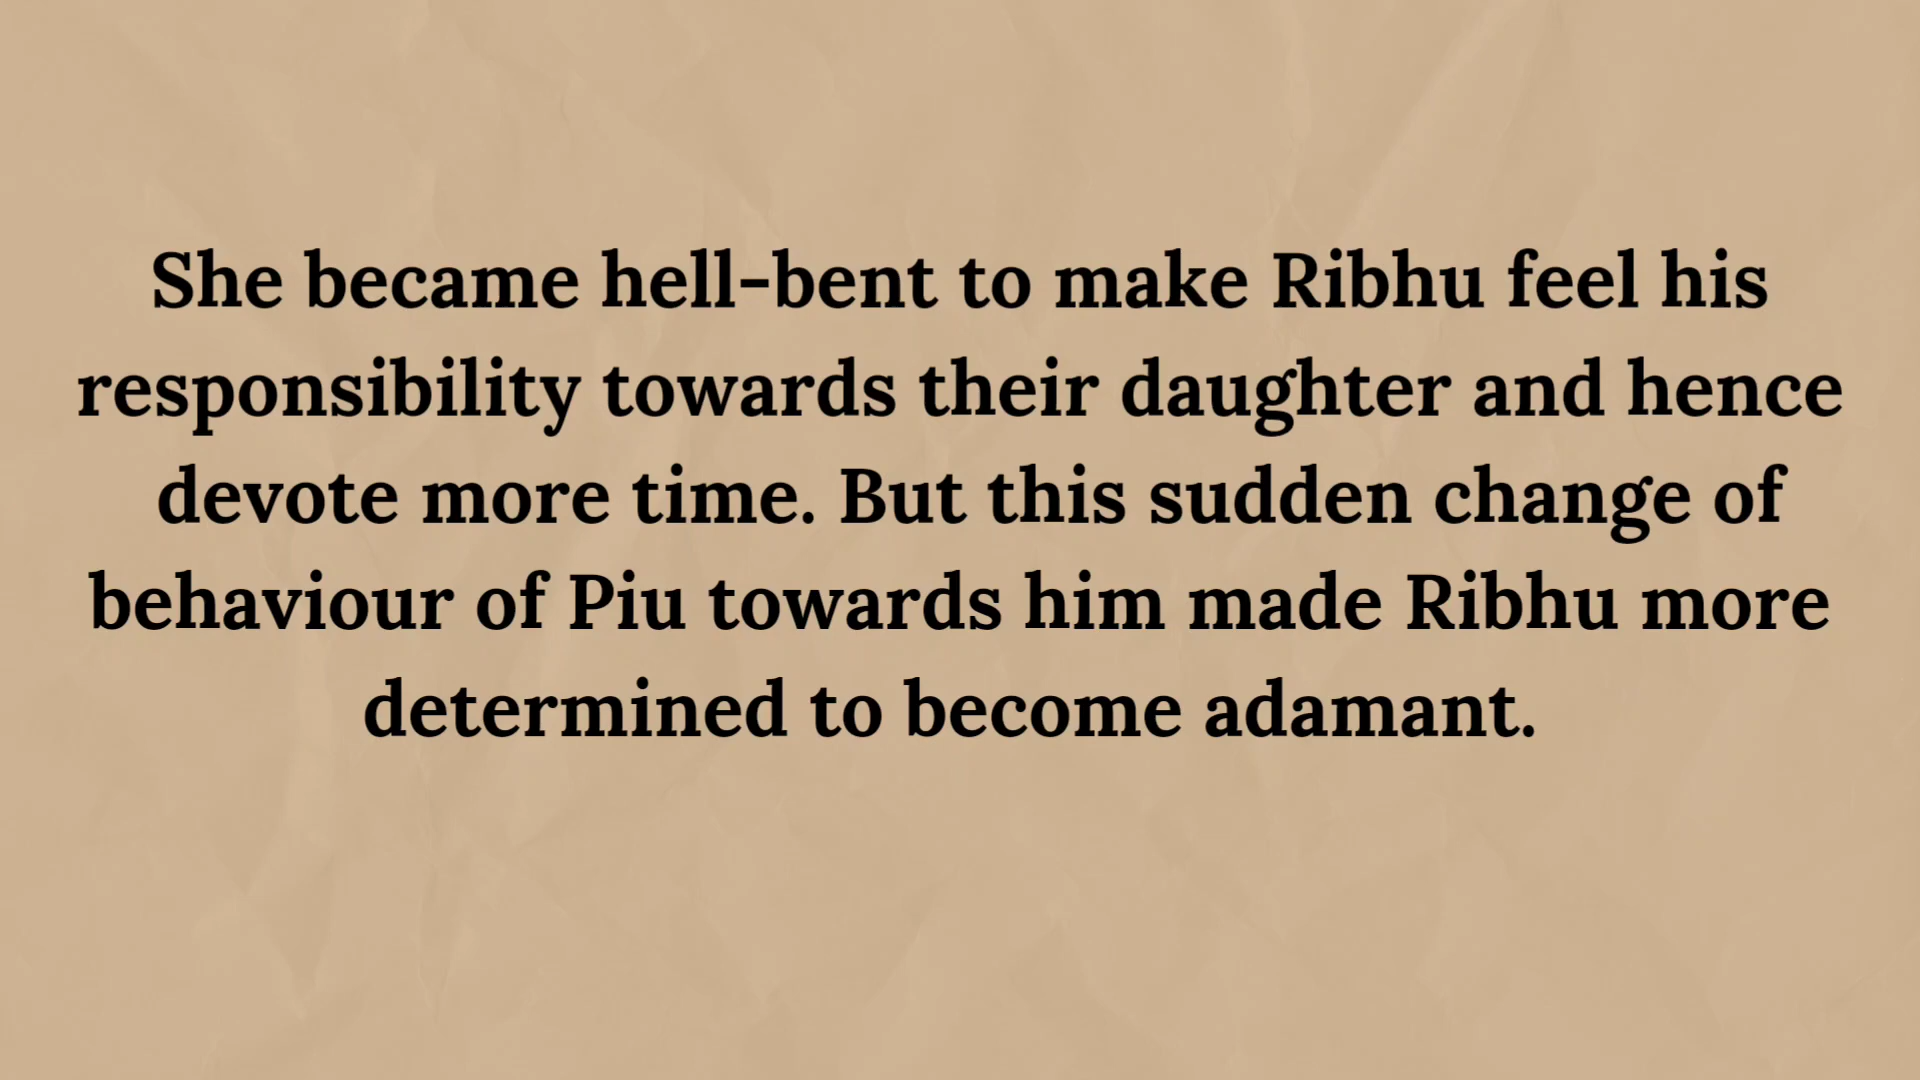 She became hell-bent to make Ribhu feel his
responsibility towards their daughter and hence
devote more time. But this sudden change of
behaviour of Piu towards him made Ribhu more
determined to become adamant.